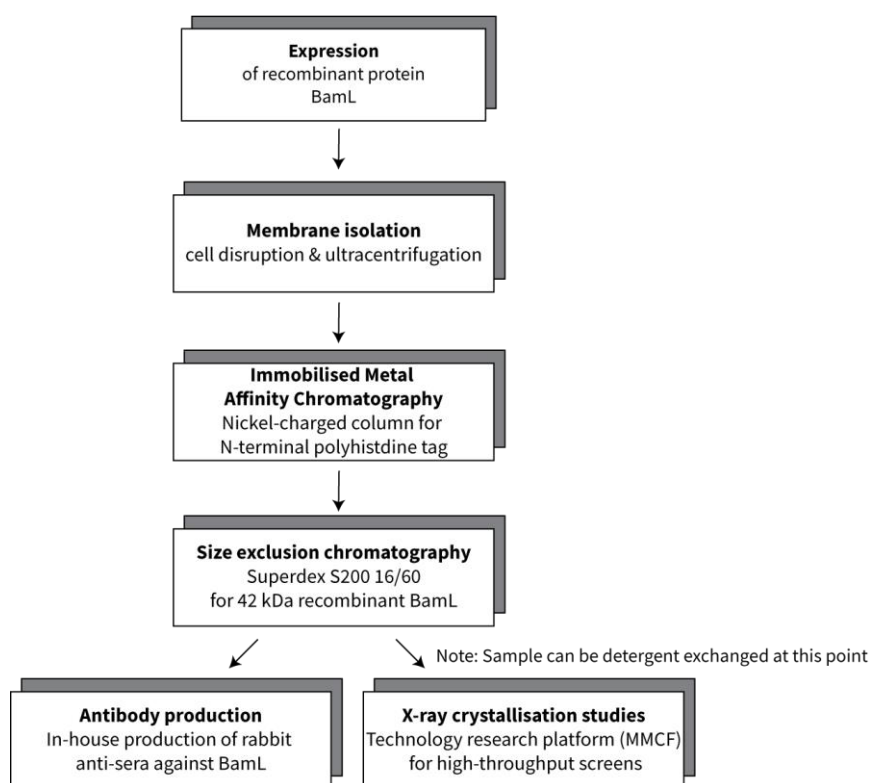 Expression
of recombinant protein
BamL
Membrane isolation
cell disruption & ultracentrifugation
Immobilised Metal
Affinity Chromatography
Nickel-charged column for
N-terminal polyhistdine tag
Size exclusion chromatography
Superdex S200 16/60
for 42 kDa recombinant BamL
Note: Sample can be detergent exchanged at this point
Antibody production
In-house production of rabbit
anti-sera against BamL
X-ray crystallisation studies
Technology research platform (MMCF)
for high-throughput screens